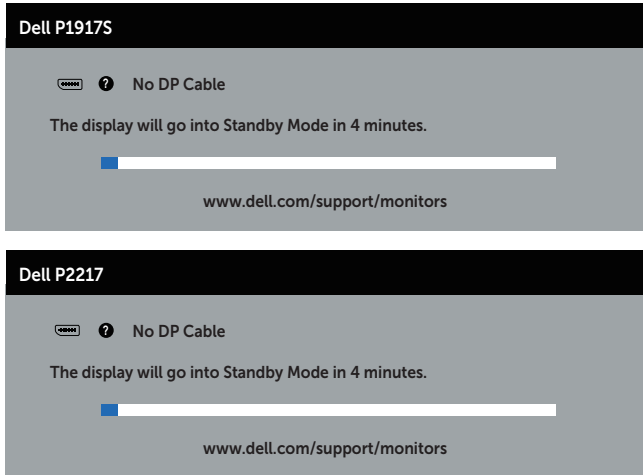 Dell P1917S
? No DP Cable
The display will go into Standby Mode in 4 minutes.
www.dell.com/support/monitors
Dell P2217
? No DP Cable
The display will go into Standby Mode in 4 minutes.
www.dell.com/support/monitors